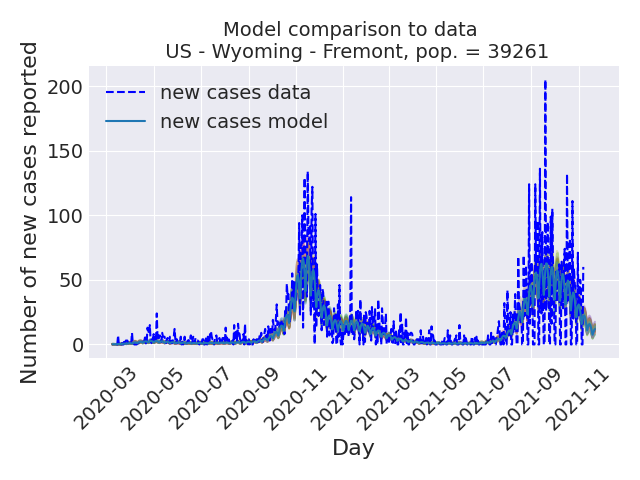 Model comparison to data
US - Wyoming - Fremont, pop. = 39261
Number of new cases reported
200
150
100
50
0
new cases data
new cases model
2020-03
2020-05
2020-07
2020-09
2020-11
2021-01
2021-03
2021-05
2021-07
2021-09
2021-11
Day